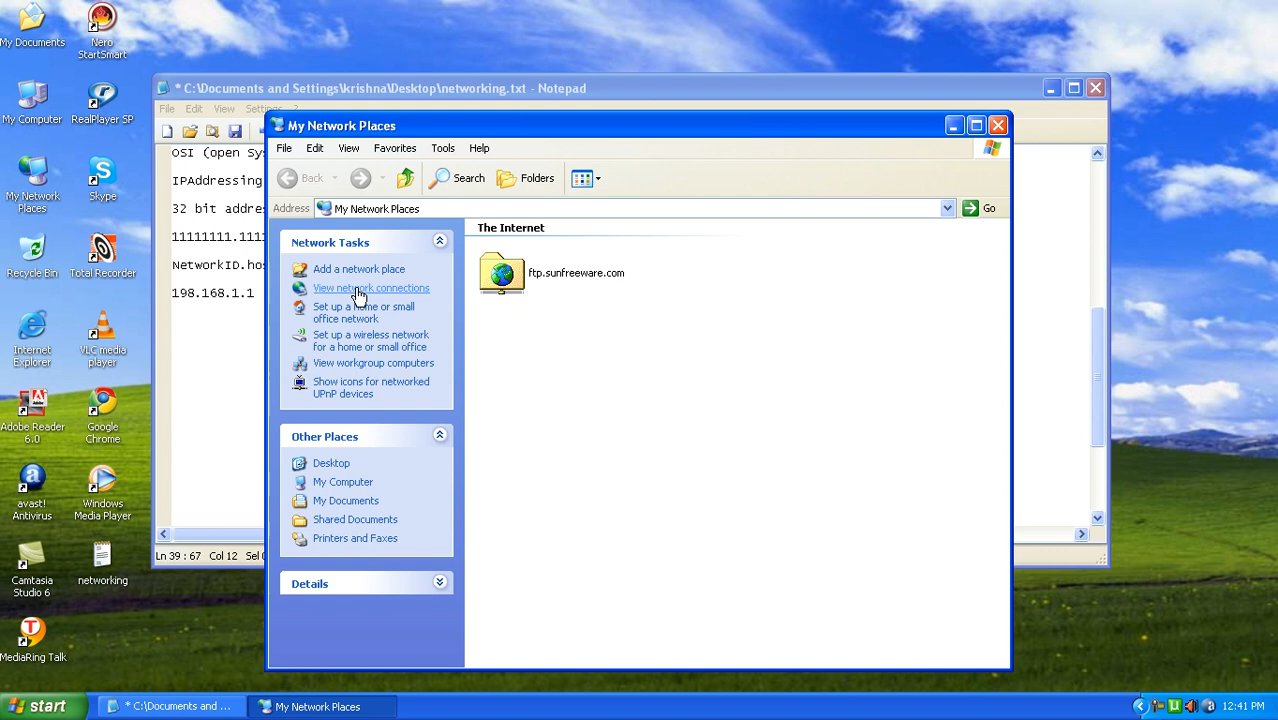 My Documents
Nero
StartSmart
My Computer
RealPlayer SP
My Network
Places
Skype
Recycle Bin
Total Recorder
Internet
Explorer
VLC media
player
Adobe Reader
6.0
Google
Chrome
avast!
Antivirus
Windows
Media Player
Camtasia
Studio 6
networking
MediaRing Talk
* C:\Documents and Settings\krishna\Desktop\networking.txt - Notepad
File Edit View Settings ?
OSI (open Sys
IPAddressing
32 bit addre
11111111.111
NetworkID.ho
198.168.1.1
Ln 39 : 67 Col 12 Sel
My Network Places
File Edit View Favorites Tools Help
Back Search Folders
Address My Network Places Go
Network Tasks
Add a network place
View network connections
Set up a home or small
office network
Set up a wireless network
for a home or small office
View workgroup computers
Show icons for networked
UPnP devices
Other Places
Desktop
My Computer
My Documents
Shared Documents
Printers and Faxes
Details
The Internet
ftp.sunfreeware.com
start
* C:\Documents and ...
My Network Places
12:41 PM